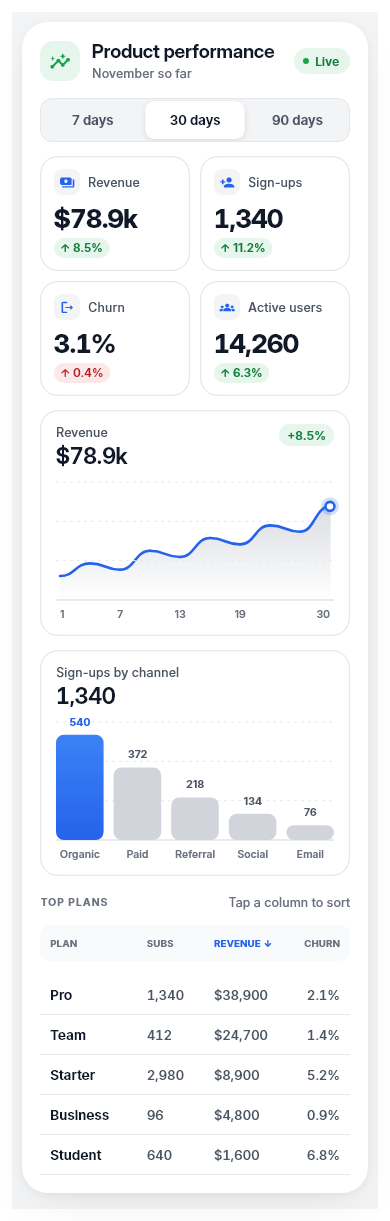 Product performance
November so far
Live
7 days 30 days 90 days
Revenue
$78.9k
↑ 8.5%
Sign-ups
1,340
↑ 11.2%
Churn
3.1%
↑ 0.4%
Active users
14,260
↑ 6.3%
Revenue
$78.9k
+8.5%
1 7 13 19 30
Sign-ups by channel
1,340
540
372
218
134
76
Organic Paid Referral Social Email
TOP PLANS
Tap a column to sort
PLAN SUBS REVENUE ↓ CHURN
Pro 1,340 $38,900 2.1%
Team 412 $24,700 1.4%
Starter 2,980 $8,900 5.2%
Business 96 $4,800 0.9%
Student 640 $1,600 6.8%